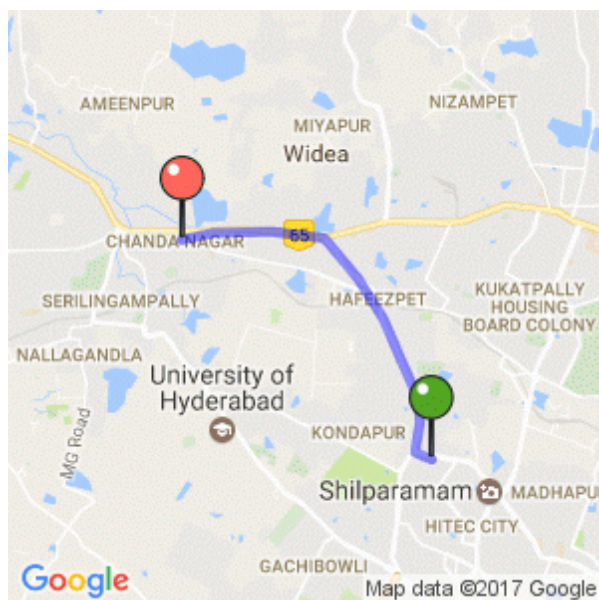 AMEENPUR
NIZAMPET
MIYAPUR
Widea
65
CHANDA NAGAR
HAFEEZPET
SERILINGAMPALLY
KUKATPALLY
HOUSING
BOARD COLONY
NALLAGANDLA
University of
Hyderabad
MG Road
KONDAPUR
Shilparamam
MADHAPU
HITEC CITY
GACHIBOWLI
Google
Map data ©2017 Google